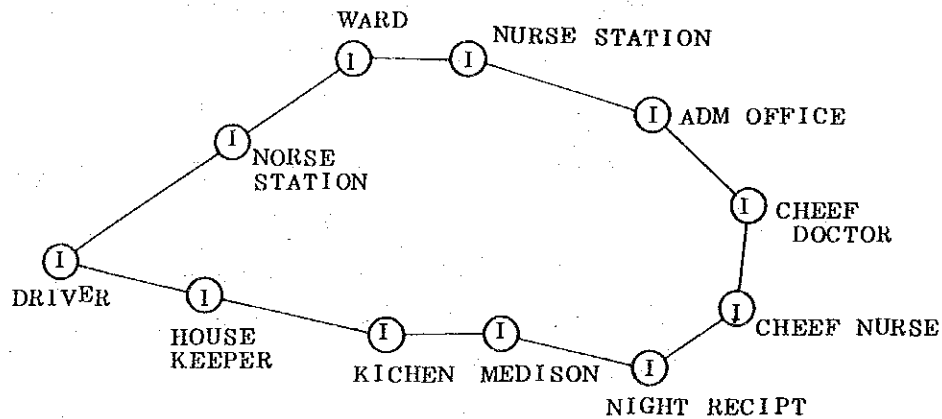 WARD
NURSE STATION
I
I
I
ADM OFFICE
I
NORSE
STATION
I
CHEEF
DOCTOR
I
DRIVER
I
HOUSE
KEEPER
I
CHEEF NURSE
I
KICHEN
I
MEDISON
I
NIGHT RECIPT